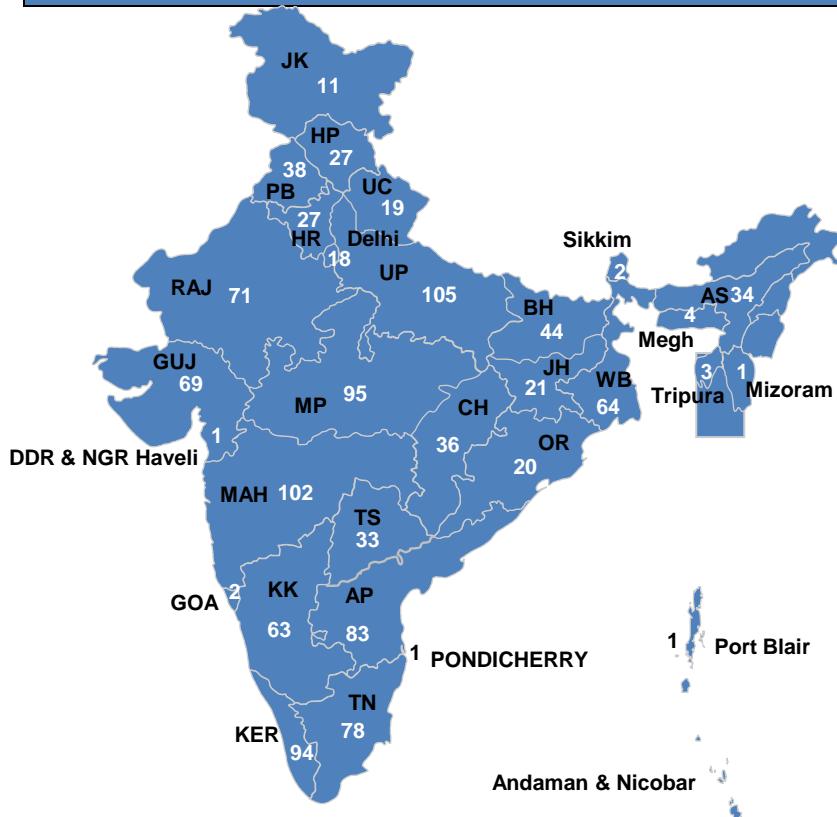 JK
11
HP
27
38
PB
UC
19
27
HR
Delhi
18
Sikkim
2
RAJ
71
UP
105
AS 34
4
BH
44
Megh
GUJ
69
JH
21
WB
64
3
1
Tripura
Mizoram
MP
95
CH
36
1
DDR & NGR Haveli
OR
20
MAH 102
TS
33
2
GOA
KK
63
AP
83
1 PONDICHERRY
1
Port Blair
TN
78
KER
94
Andaman & Nicobar